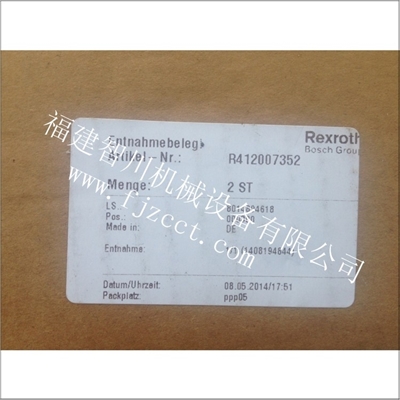 Entnahmebeleg
Rexroth
Bosch Group
Artikel-Nr.:
R412007352
Menge:
2 ST
LS
Pos.:
Made in:
DE
Entnahme:
Datum/Uhrzeit:
08.05.2014/17:51
Packplatz:
ppp05
福建智川机械设备有限公司
www.fjzcct.com